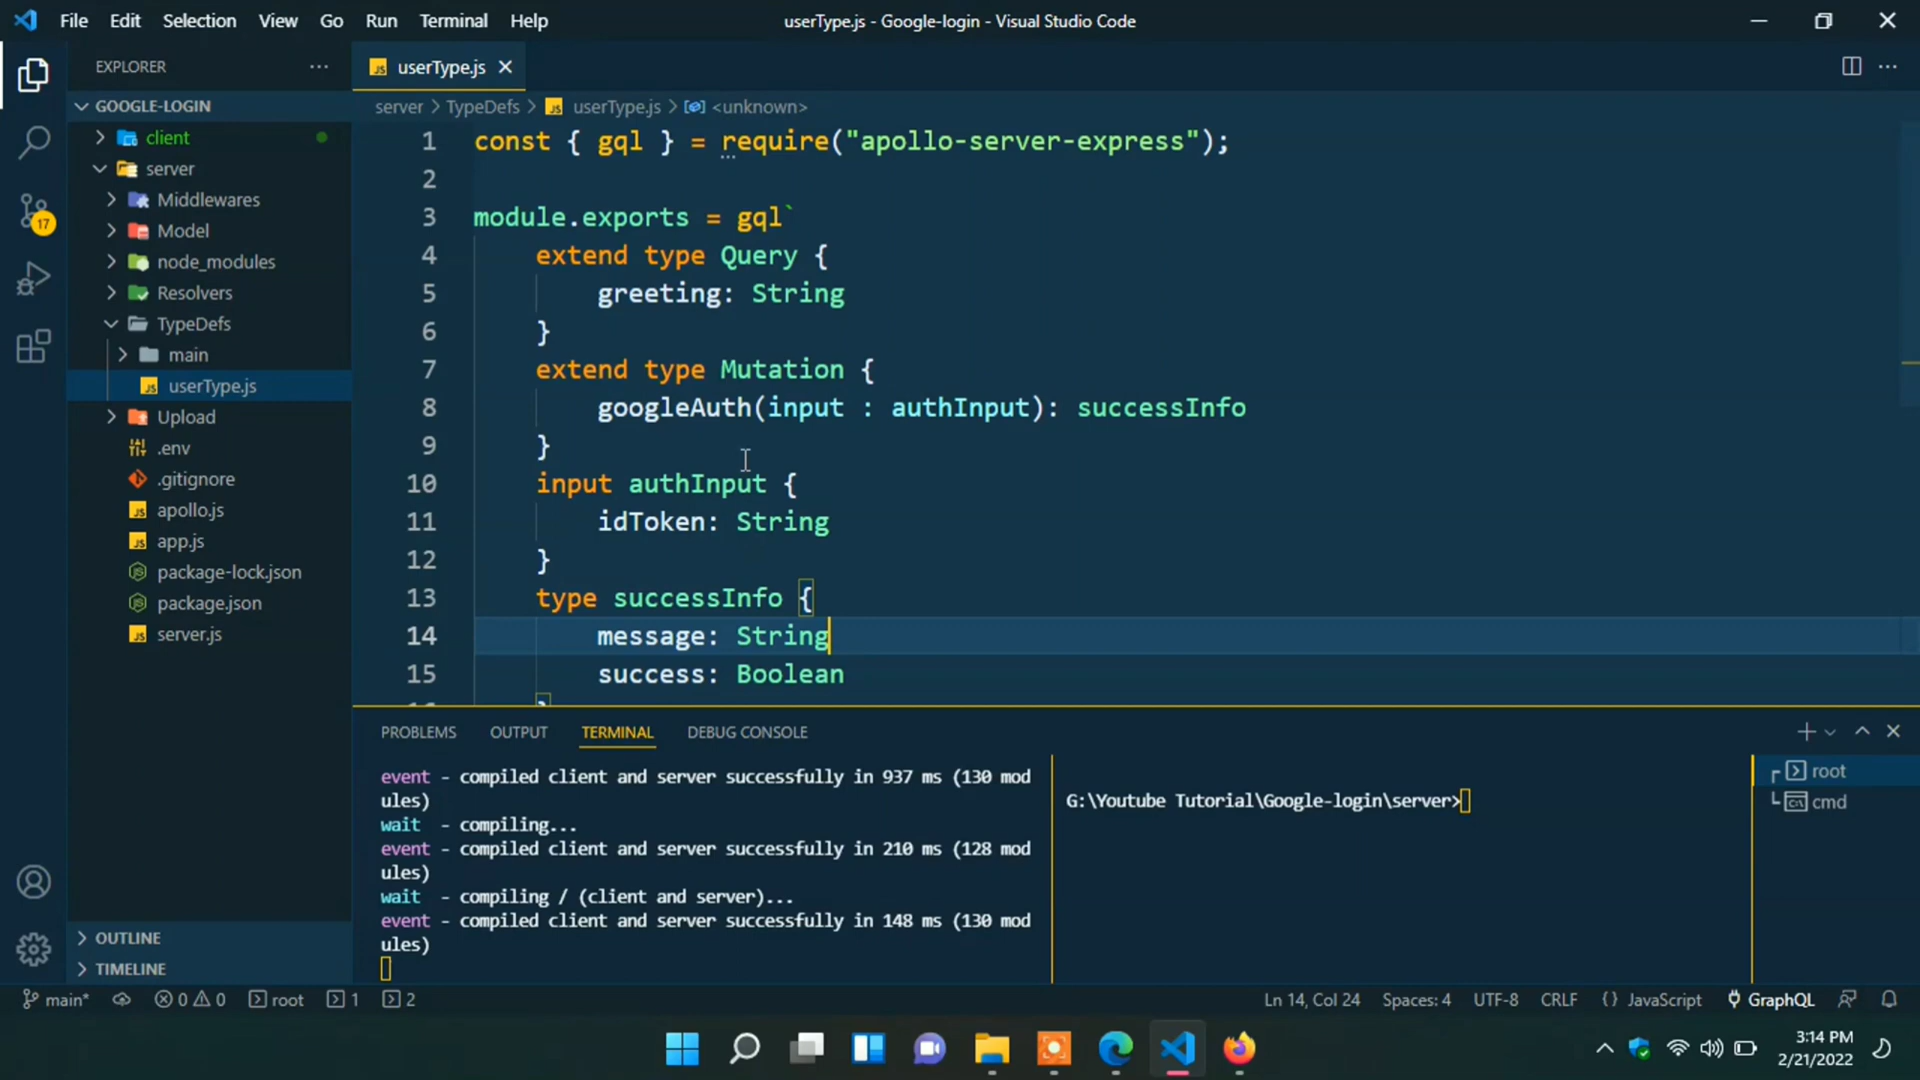 File Edit Selection View Go Run Terminal Help
userType.js - Google-login - Visual Studio Code
EXPLORER
GOOGLE-LOGIN
client
server
Middlewares
Model
node_modules
Resolvers
TypeDefs
main
userType.js
Upload
.env
.gitignore
apollo.js
app.js
package-lock.json
package.json
server.js
OUTLINE
TIMELINE
17
userType.js
server > TypeDefs > userType.js > <unknown>
1 const { gql } = require("apollo-server-express");
2
3 module.exports = gql`
4 extend type Query {
5 greeting: String
6 }
7 extend type Mutation {
8 googleAuth(input : authInput): successInfo
9 }
10 input authInput {
11 idToken: String
12 }
13 type successInfo {
14 message: String
15 success: Boolean
PROBLEMS OUTPUT TERMINAL DEBUG CONSOLE
event - compiled client and server successfully in 937 ms (130 mod
ules)
wait - compiling...
event - compiled client and server successfully in 210 ms (128 mod
ules)
wait - compiling / (client and server)...
event - compiled client and server successfully in 148 ms (130 mod
ules)
G:\Youtube Tutorial\Google-login\server>
root
cmd
main* 0 0 root 1 2
Ln 14, Col 24 Spaces: 4 UTF-8 CRLF {} JavaScript GraphQL
3:14 PM
2/21/2022